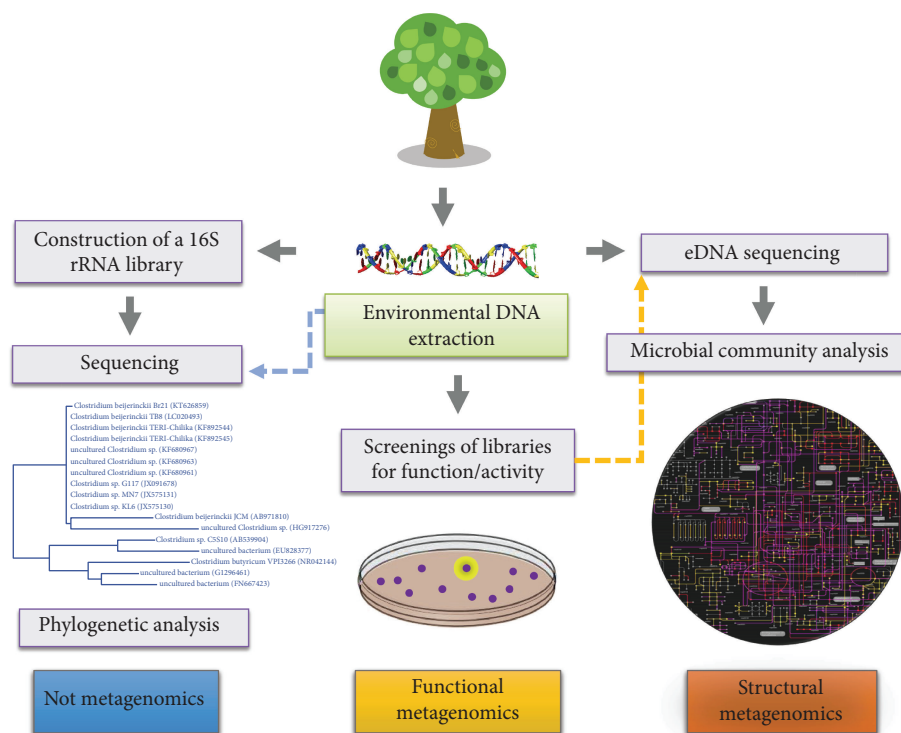 Construction of a 16S
rRNA library
eDNA sequencing
Environmental DNA
extraction
Sequencing
Microbial community analysis
Clostridium beijerinckii Br21 (KT626859)
Clostridium beijerinckii TB8 (LC020493)
Clostridium beijerinckii TERI-Chilika (KF892544)
Clostridium beijerinckii TERI-Chilika (KF892545)
uncultured Clostridium sp. (KF680967)
uncultured Clostridium sp. (KF680963)
uncultured Clostridium sp. (KF680961)
Clostridium sp. G117 (JX091678)
Clostridium sp. MN7 (JX575131)
Clostridium sp. KL6 (JX575130)
Clostridium beijerinckii JCM (AB971810)
uncultured Clostridium sp. (HG917276)
Clostridium sp. C5S10 (AB539904)
uncultured bacterium (EU828377)
Clostridium butyricum VPI3266 (NR042144)
uncultured bacterium (G1296461)
uncultured bacterium (FN667423)
Screenings of libraries
for function/activity
Phylogenetic analysis
Not metagenomics
Functional
metagenomics
Structural
metagenomics